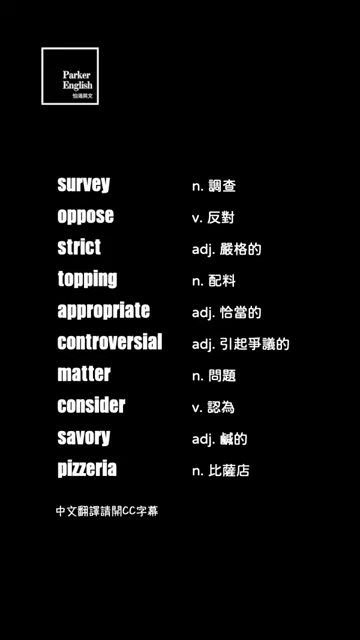 Parker
English
怕渴英文
survey n. 調查
oppose v. 反對
strict adj. 嚴格的
topping n. 配料
appropriate adj. 恰當的
controversial adj. 引起爭議的
matter n. 問題
consider v. 認為
savory adj. 鹹的
pizzeria n. 比薩店
中文翻譯請開CC字幕